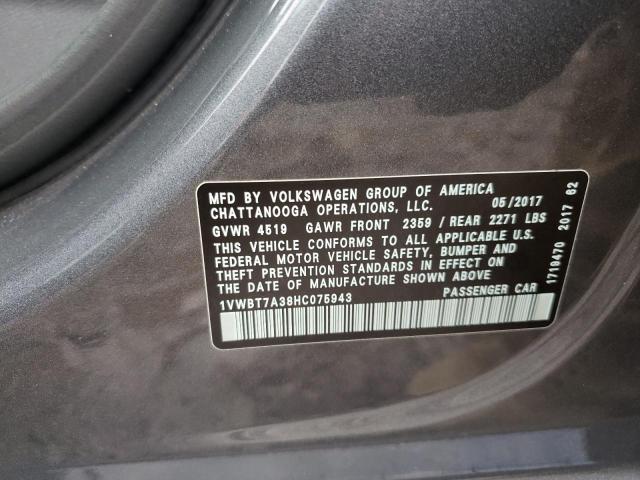 MFD BY VOLKSWAGEN GROUP OF AMERICA
CHATTANOOGA OPERATIONS, LLC. 05/2017
GVWR 4519 GAWR FRONT 2359 / REAR 2271 LBS
THIS VEHICLE CONFORMS TO ALL APPLICABLE U.S.
FEDERAL MOTOR VEHICLE SAFETY, BUMPER AND
THEFT PREVENTION STANDARDS IN EFFECT ON
THE DATE OF MANUFACTURE SHOWN ABOVE
1VWBT7A38HC075943 PASSENGER CAR
1719470 2017 62